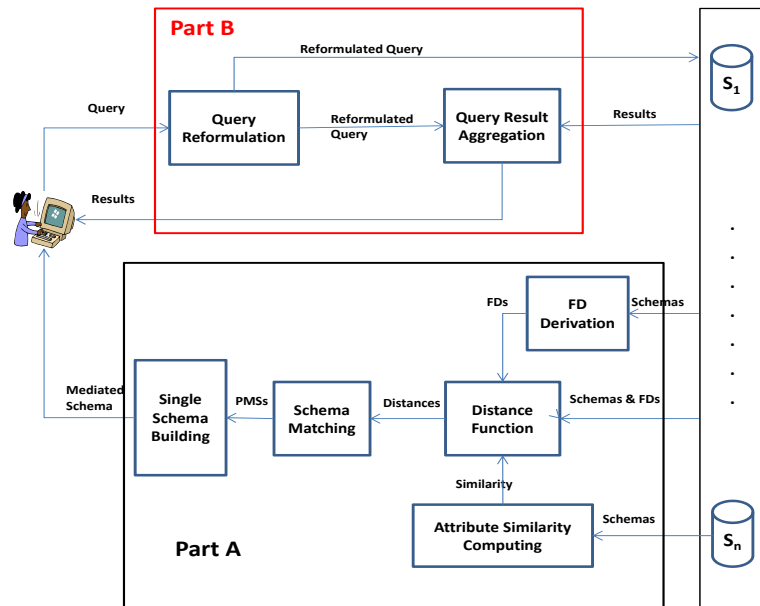 Part B
Reformulated Query
S1
Query
Query
Reformulation
Reformulated
Query
Query Result
Aggregation
Results
Results
FDs
FD
Derivation
Schemas
Mediated
Schema
Single
Schema
Building
PMSs
Schema
Matching
Distances
Distance
Function
Schemas & FDs
Similarity
Attribute Similarity
Computing
Schemas
Sn
Part A